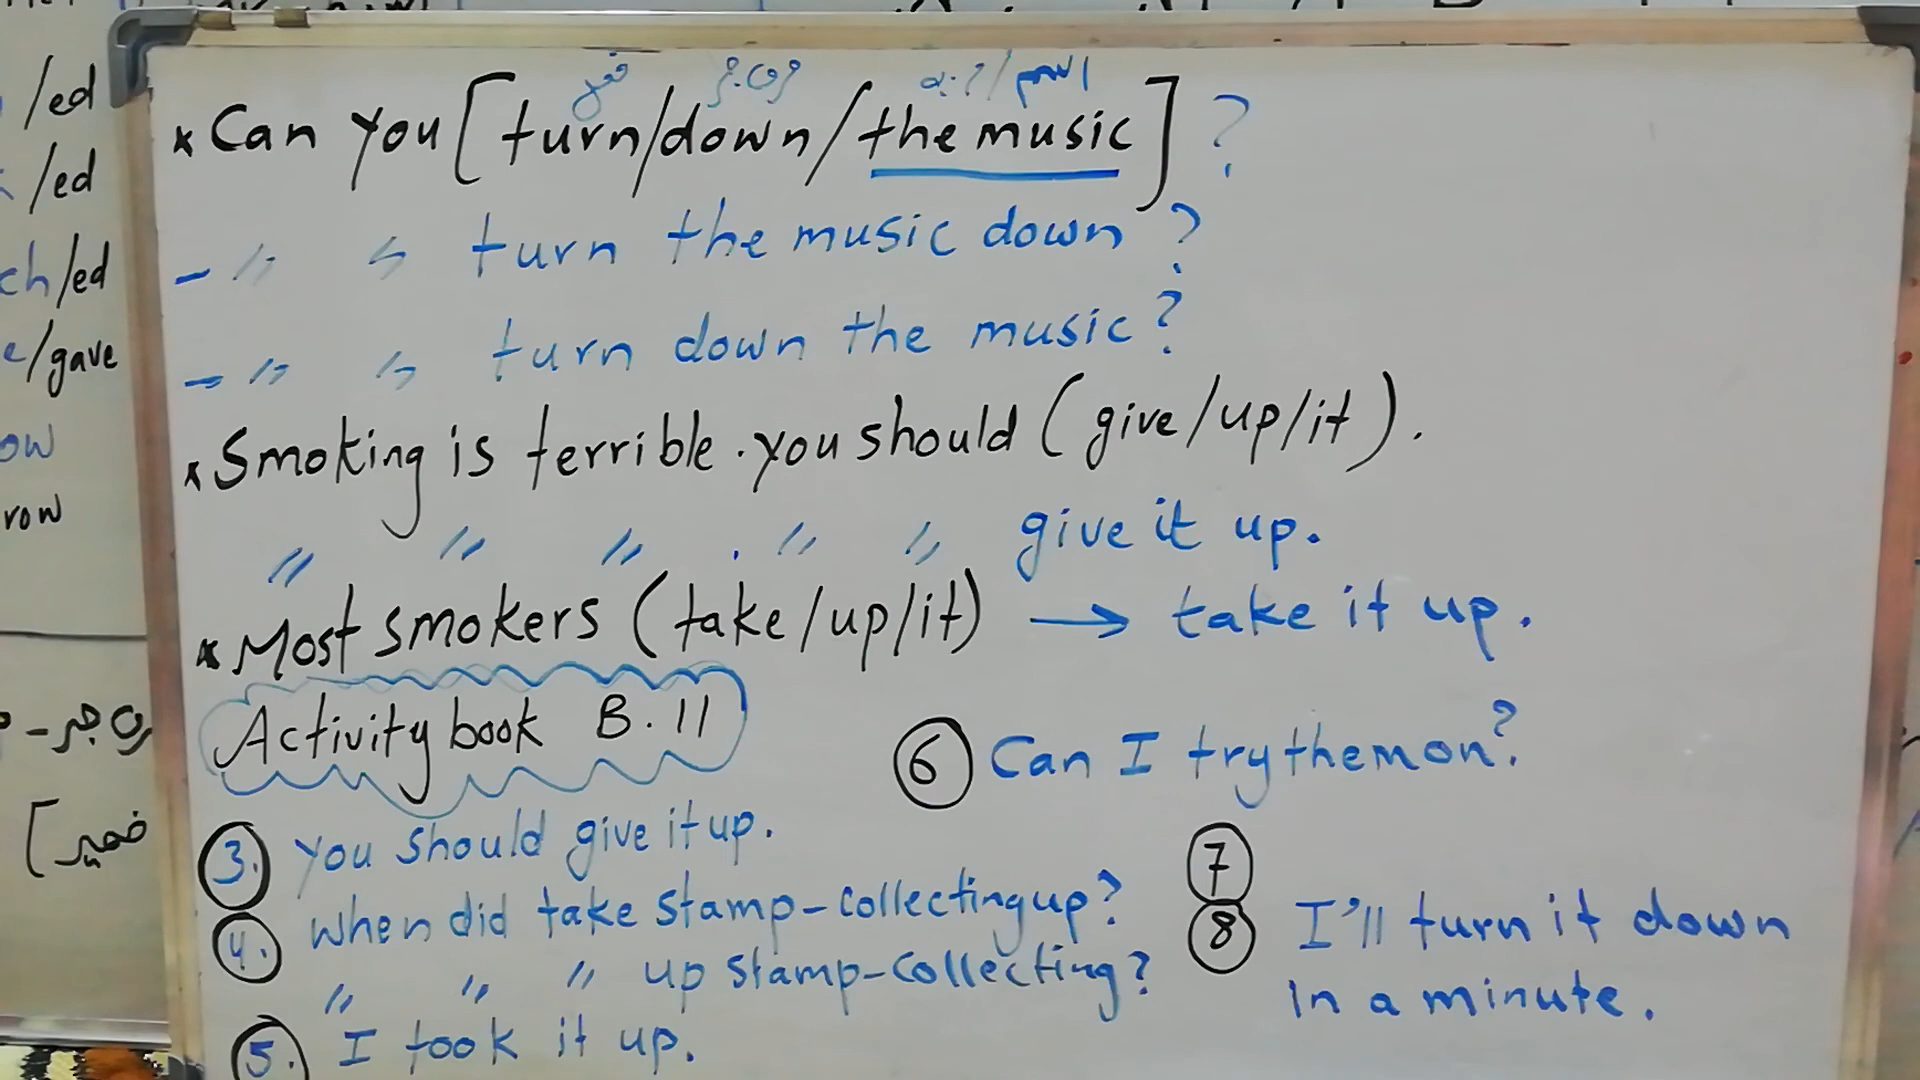 /ed
/ed
ch/ed
e/gave
ow
row
ضمير]
اسم
* Can you [turn/down/the music]?
- " " turn the music down?
- " " turn down the music?
* Smoking is terrible. you should (give/up/it).
" " " . " " give it up.
* Most smokers (take/up/it) → take it up.
Activity book B.11
3. you should give it up.
4. when did take stamp-collecting up?
" " " up stamp-collecting?
5. I took it up.
6 Can I try them on?
7
8 I'll turn it down
in a minute.